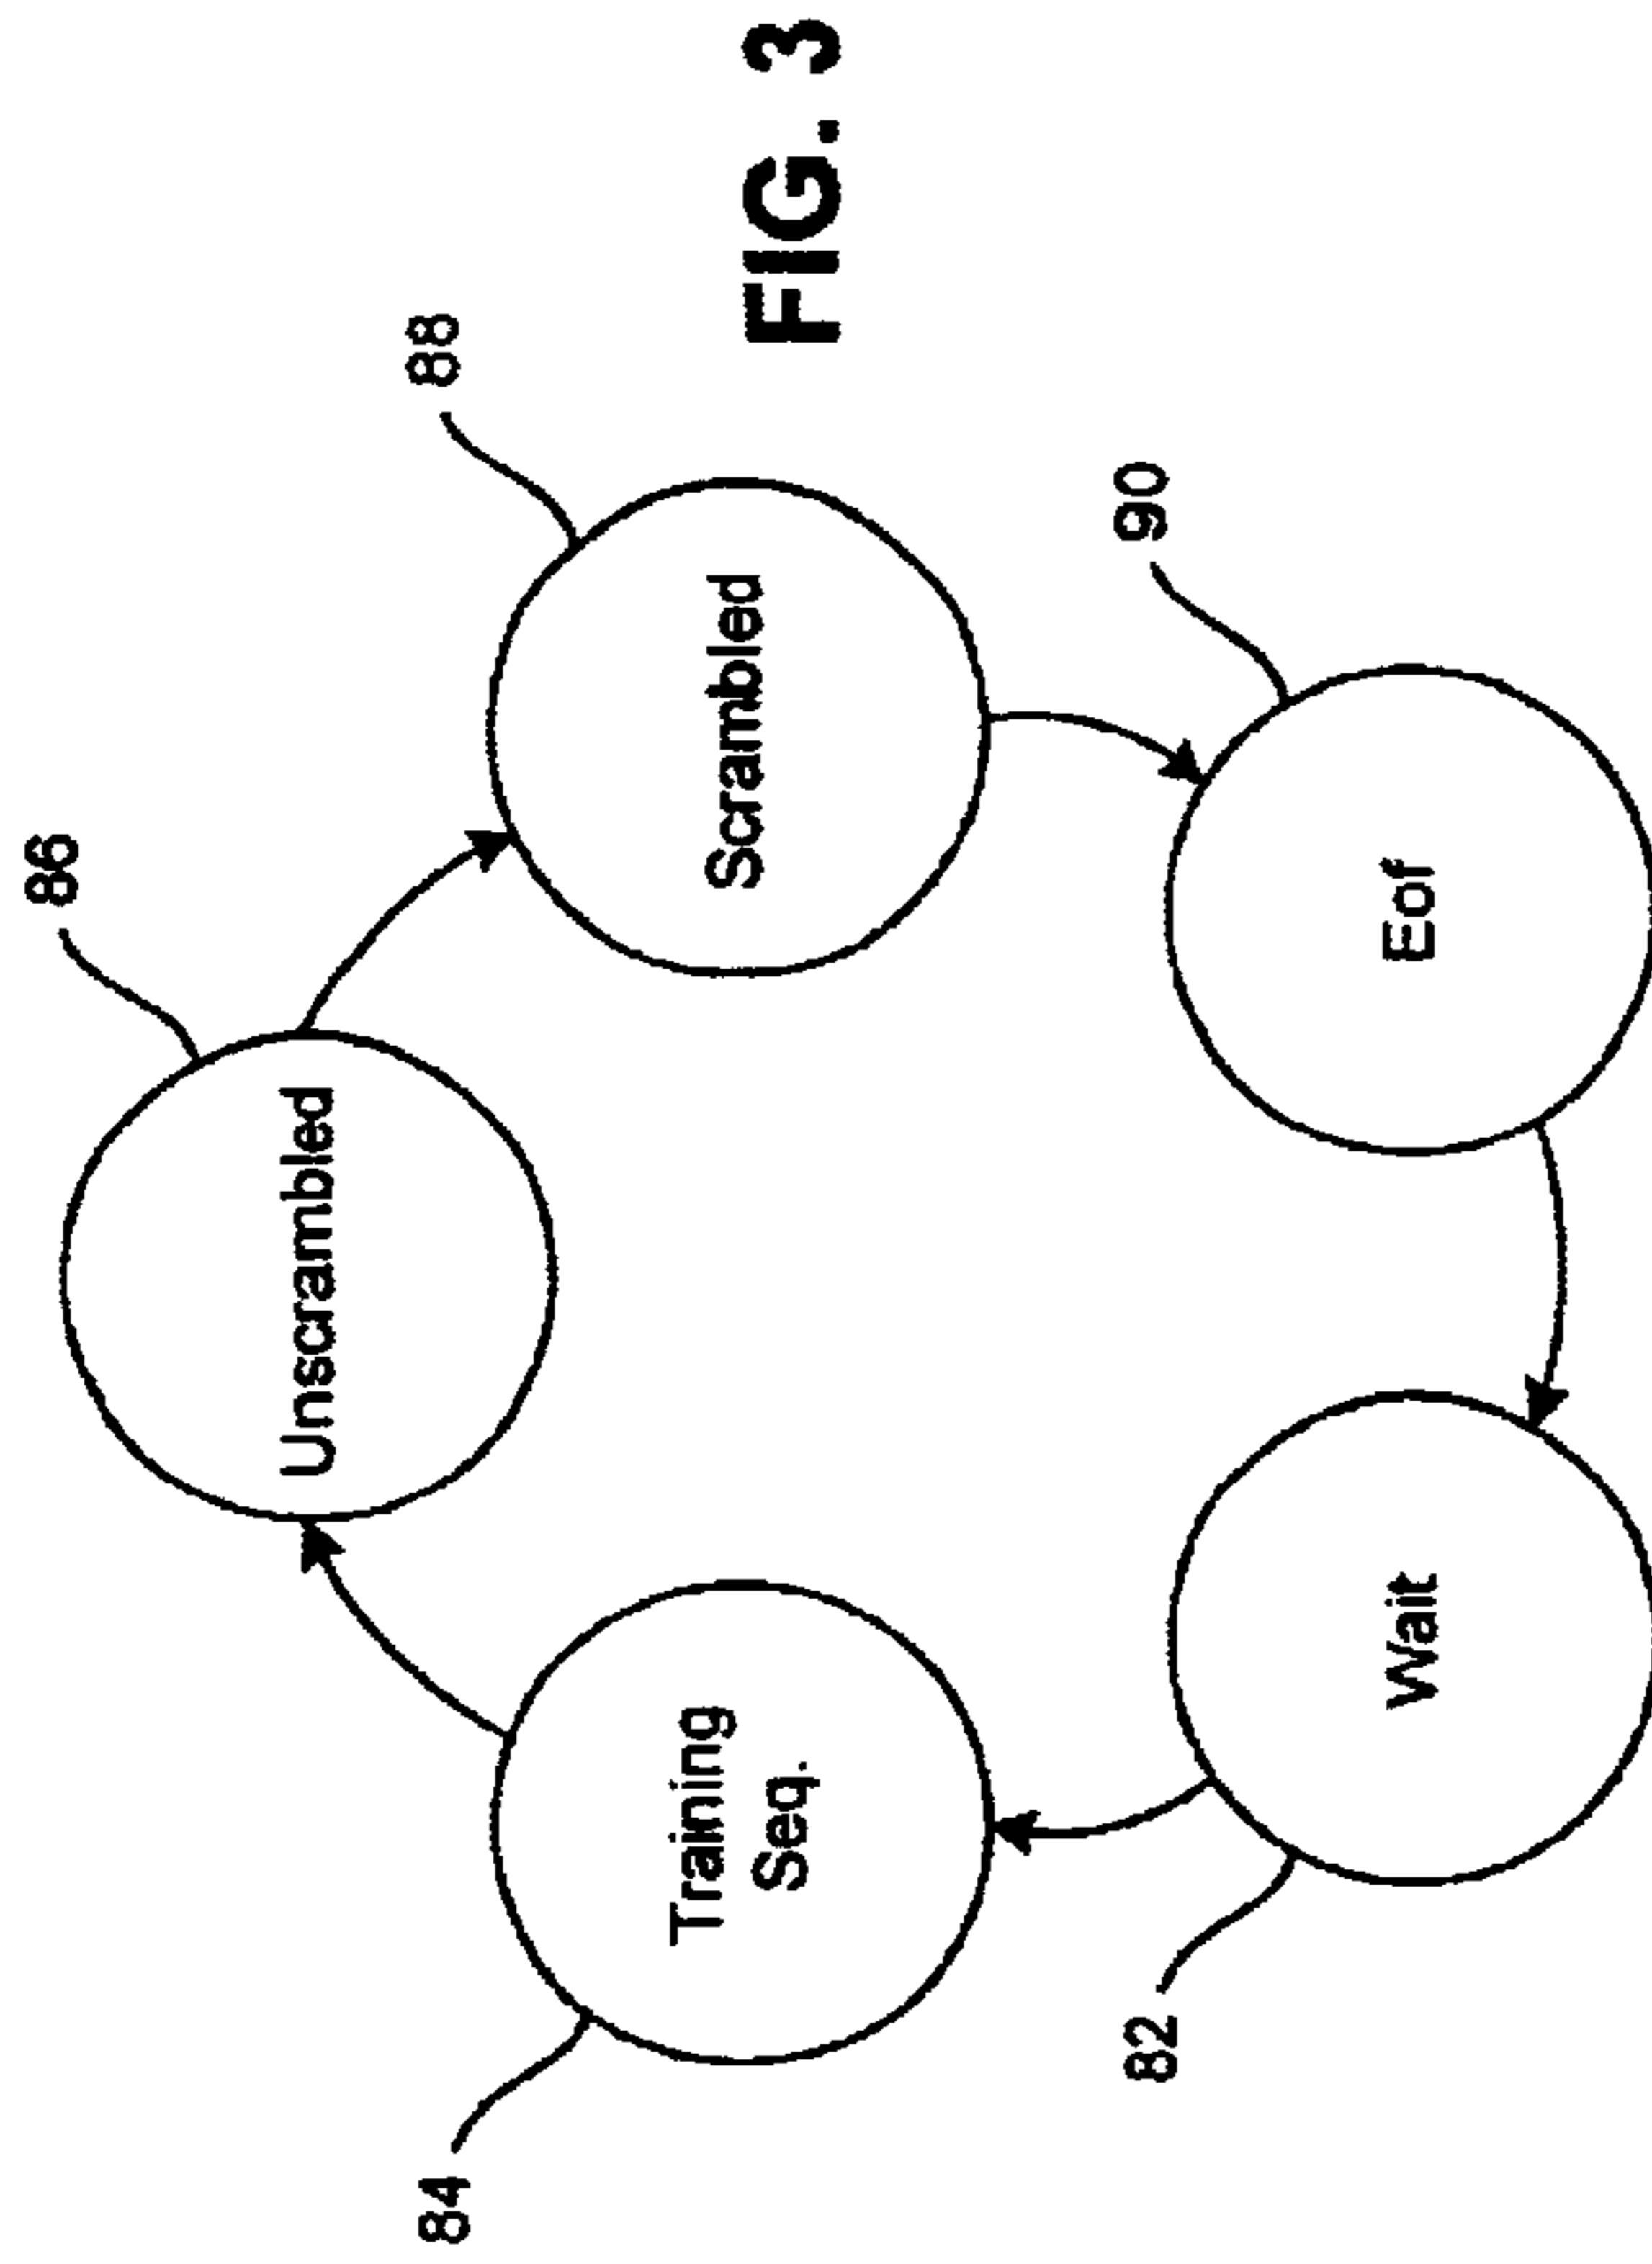 86
Unscrambled
84
Training
Seq.
88
Scrambled
82
Wait
90
Eof
FIG. 3